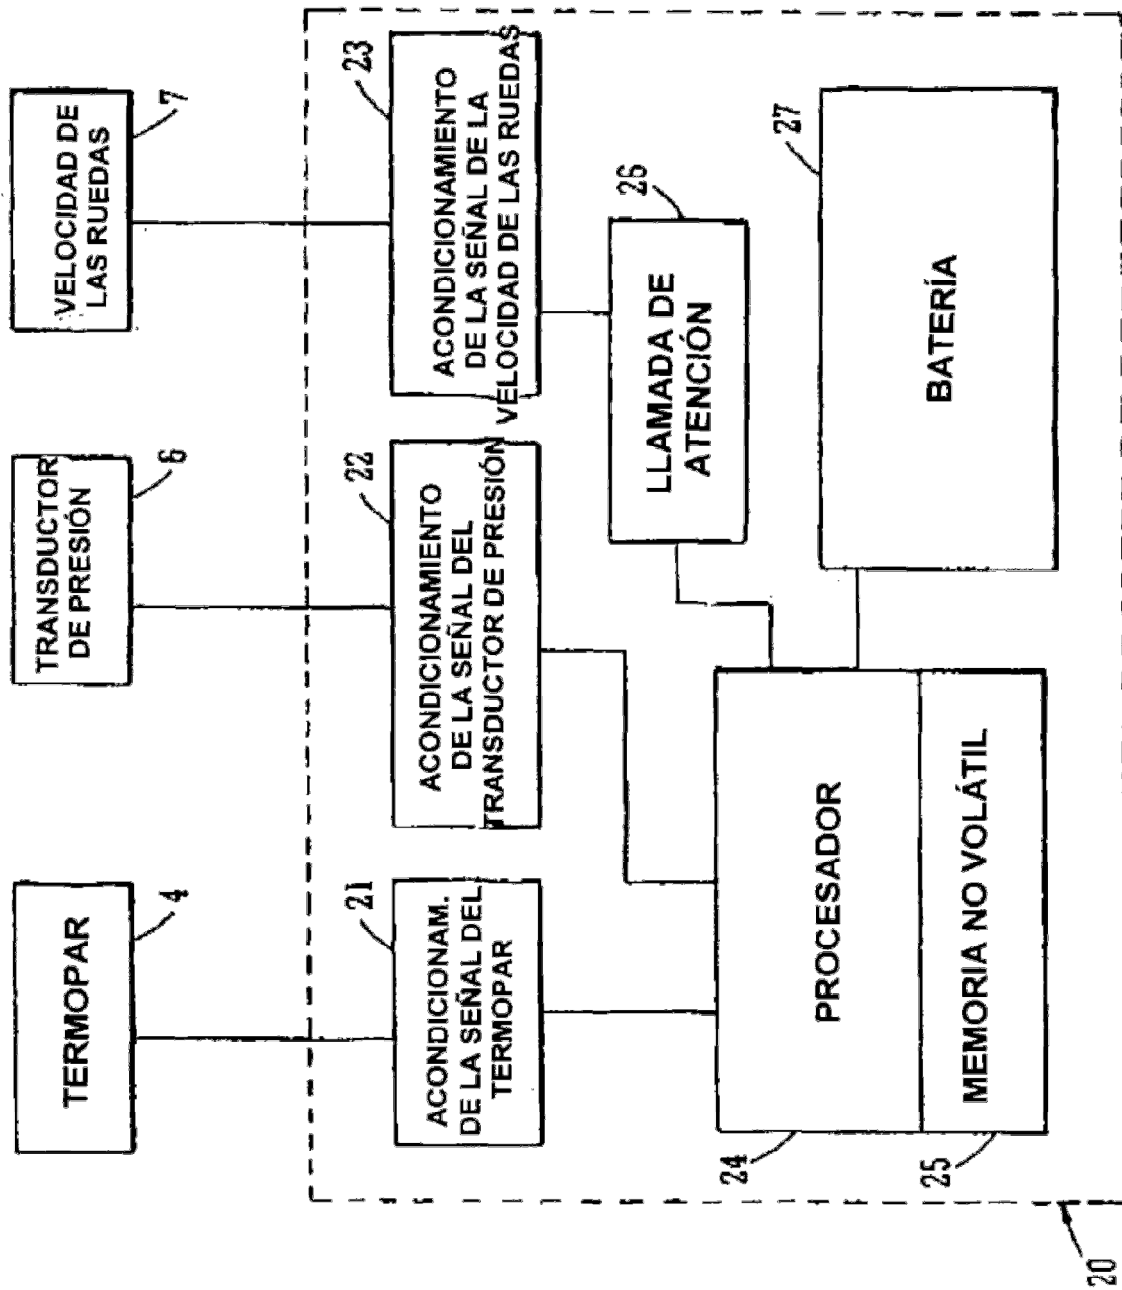 TERMOPAR
4
TRANSDUCTOR
DE PRESIÓN
6
VELOCIDAD DE
LAS RUEDAS
7
ACONDICIONAM.
DE LA SEÑAL DEL
TERMOPAR
21
ACONDICIONAMIENTO
DE LA SEÑAL DEL
TRANSDUCTOR DE PRESIÓN
22
ACONDICIONAMIENTO
DE LA SEÑAL DE LA
VELOCIDAD DE LAS RUEDAS
23
LLAMADA DE
ATENCIÓN
26
PROCESADOR
24
MEMORIA NO VOLÁTIL
25
BATERÍA
27
20